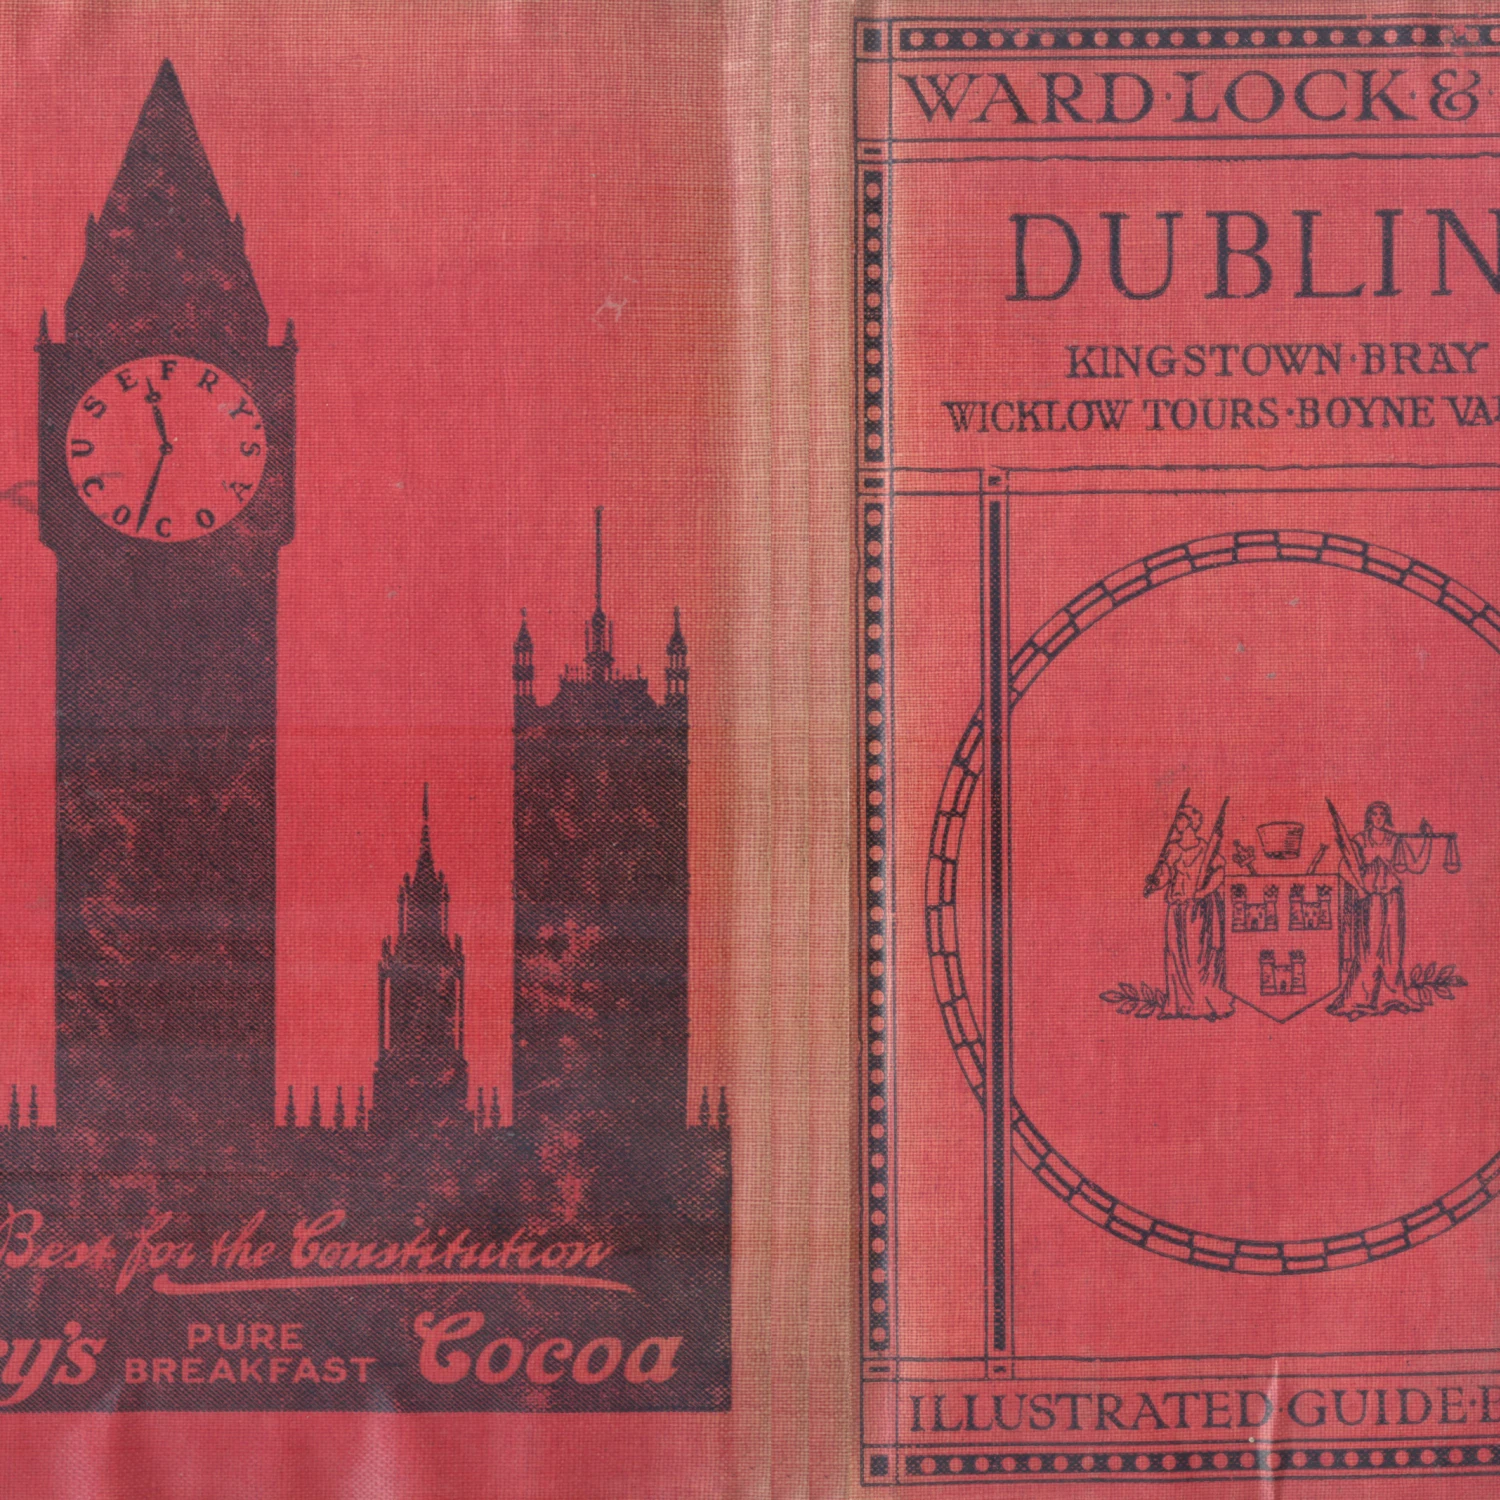 USE FRY'S COCOA
Best for the Constitution
PURE
BREAKFAST
Cocoa
WARD·LOCK·&
DUBLIN
KINGSTOWN·BRAY
WICKLOW TOURS·BOYNE
ILLUSTRATED·GUIDE·